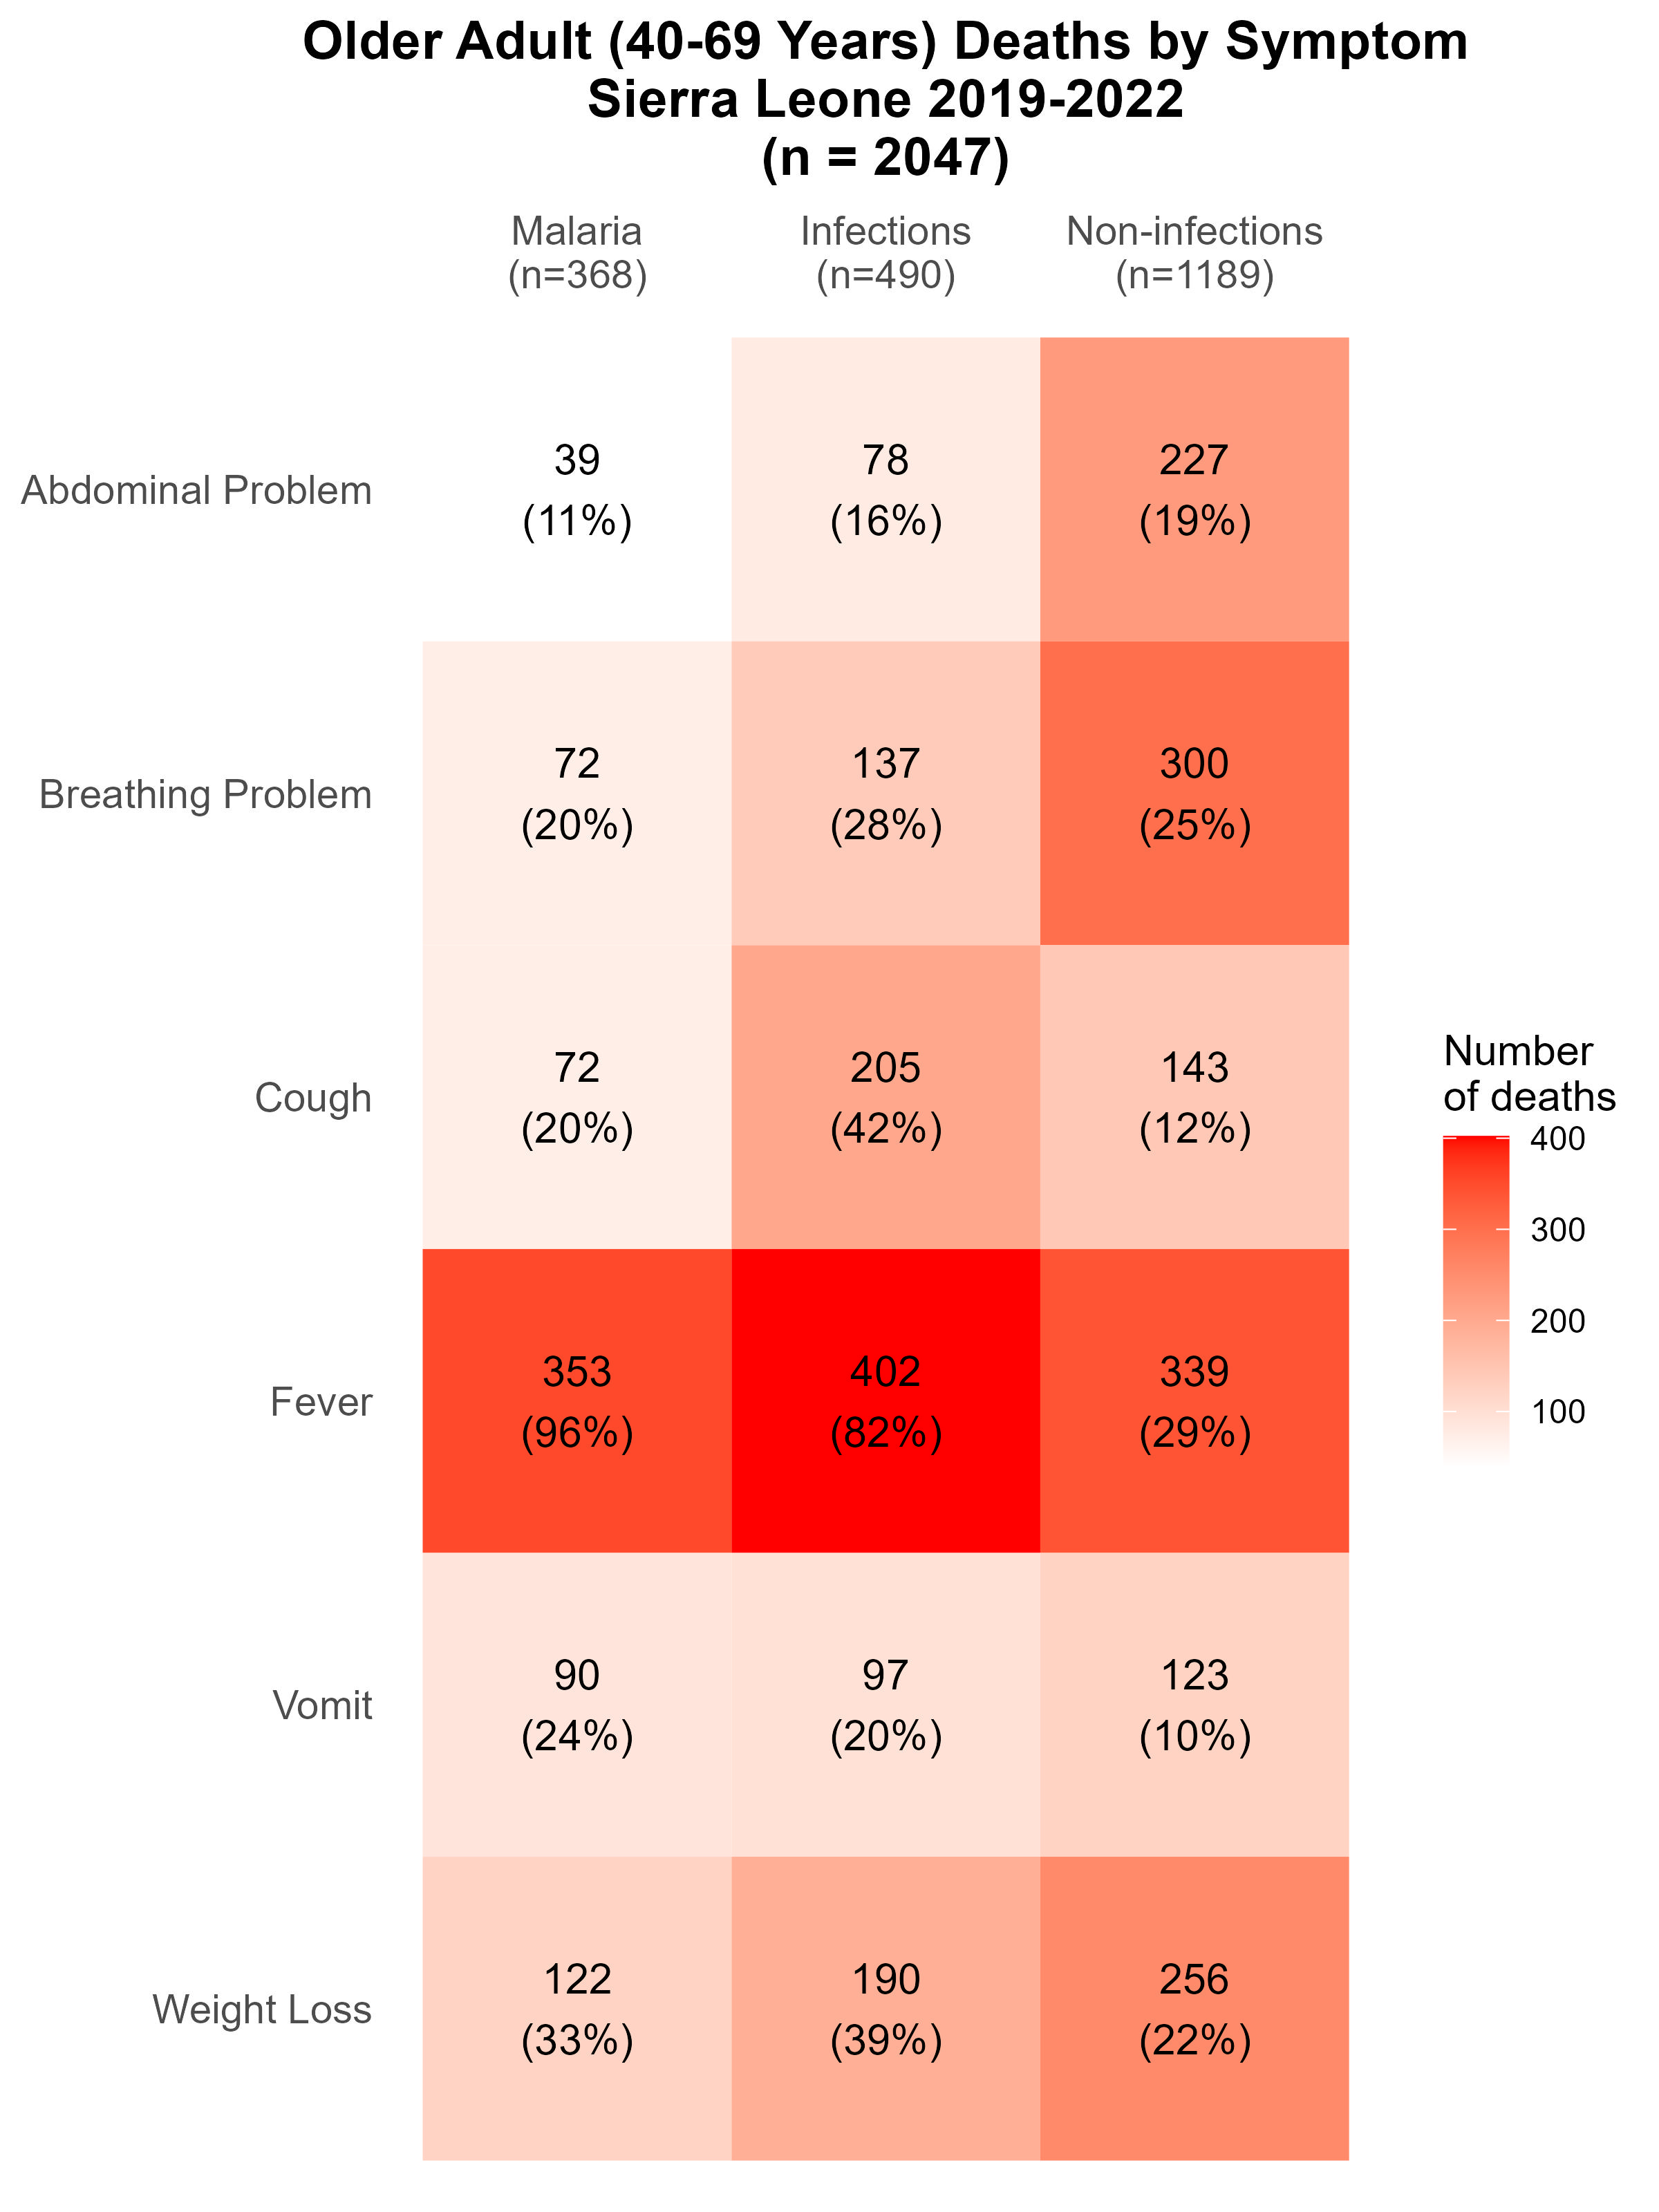 Older Adult (40-69 Years) Deaths by Symptom
Sierra Leone 2019-2022
(n = 2047)
Malaria Infections Non-infections
(n=368) (n=490) (n=1189)
39 78 227
Abdominal Problem
(11%) (16%) (19%)
72 137 300
Breathing Problem
(20%) (28%) (25%)
72 205 143
Cough
(20%) (42%) (12%)
353 402 339
Fever
(96%) (82%) (29%)
90 97 123
Vomit
(24%) (20%) (10%)
122 190 256
Weight Loss
(33%) (39%) (22%)
Number
of deaths
400
300
200
100